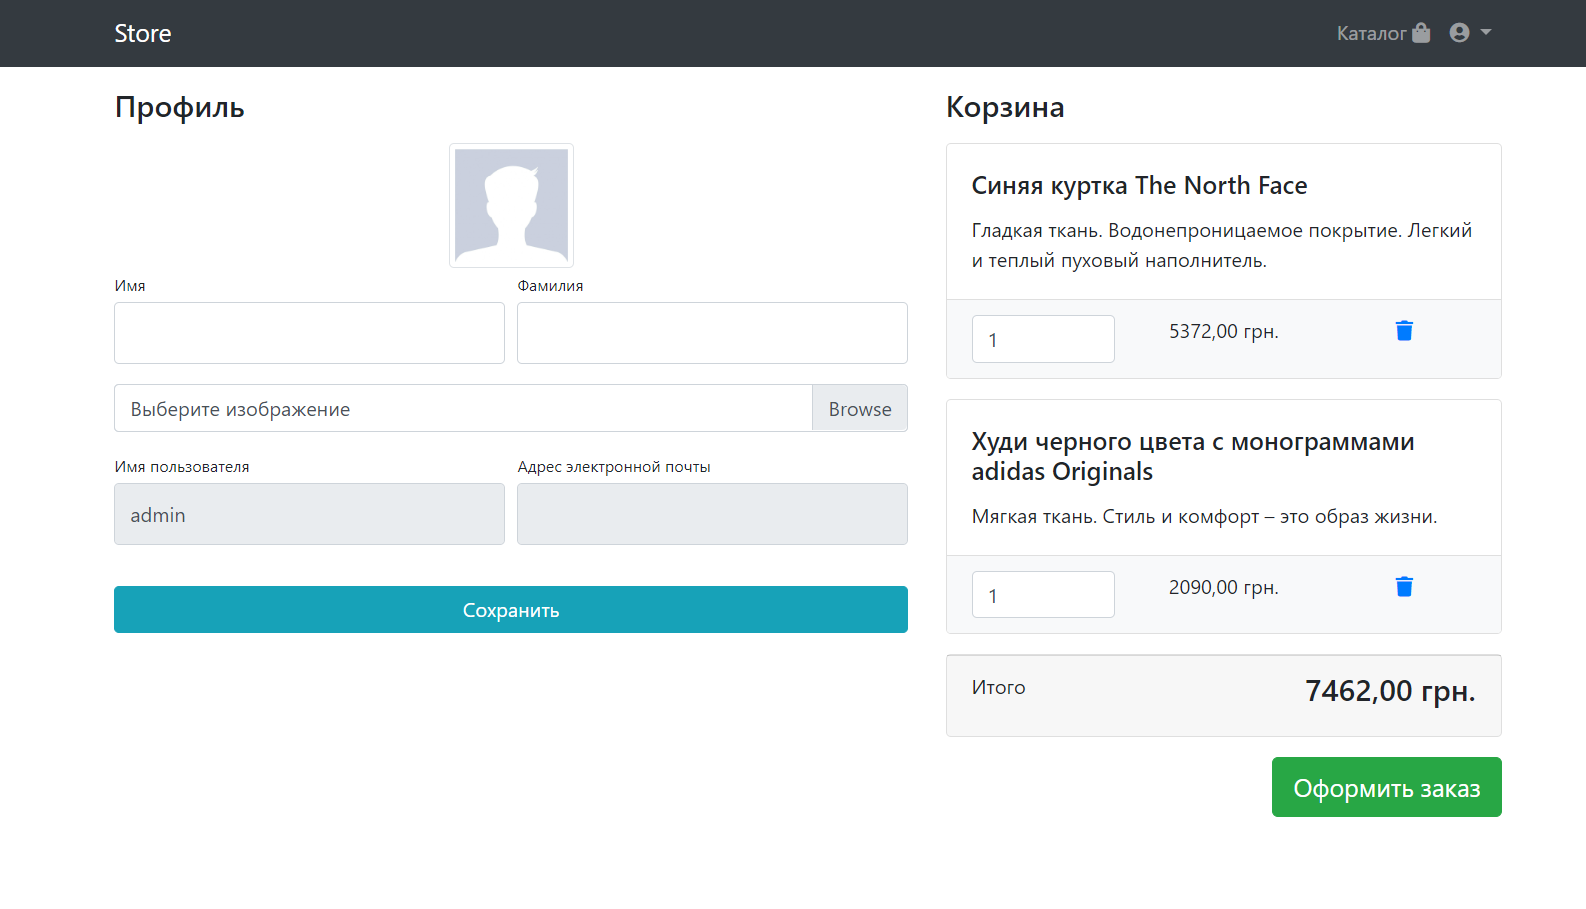 Store
Каталог
Профиль
Имя
Фамилия
Выберите изображение
Browse
Имя пользователя
Адрес электронной почты
admin
Сохранить
Корзина
Синяя куртка The North Face
Гладкая ткань. Водонепроницаемое покрытие. Легкий
и теплый пуховый наполнитель.
1
5372,00 грн.
Худи черного цвета с монограммами
adidas Originals
Мягкая ткань. Стиль и комфорт – это образ жизни.
1
2090,00 грн.
Итого
7462,00 грн.
Оформить заказ